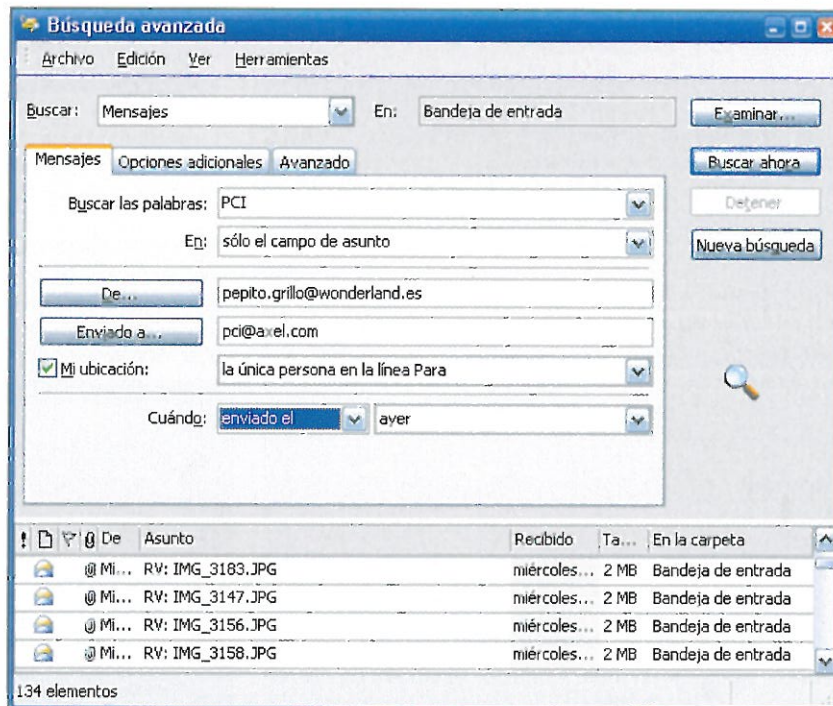 Búsqueda avanzada
Archivo Edición Ver Herramientas
Buscar: Mensajes En: Bandeja de entrada Examinar...
Mensajes Opciones adicionales Avanzado Buscar ahora
Buscar las palabras: PCI Detener
En: sólo el campo de asunto Nueva búsqueda
De... pepito.grillo@wonderland.es
Enviado a... pci@axel.com
Mi ubicación: la única persona en la línea Para
Cuándo: enviado el ayer
! De Asunto Recibido Ta... En la carpeta
Mi... RV: IMG_3183.JPG miércoles... 2 MB Bandeja de entrada
Mi... RV: IMG_3147.JPG miércoles... 2 MB Bandeja de entrada
Mi... RV: IMG_3156.JPG miércoles... 2 MB Bandeja de entrada
Mi... RV: IMG_3158.JPG miércoles... 2 MB Bandeja de entrada
134 elementos